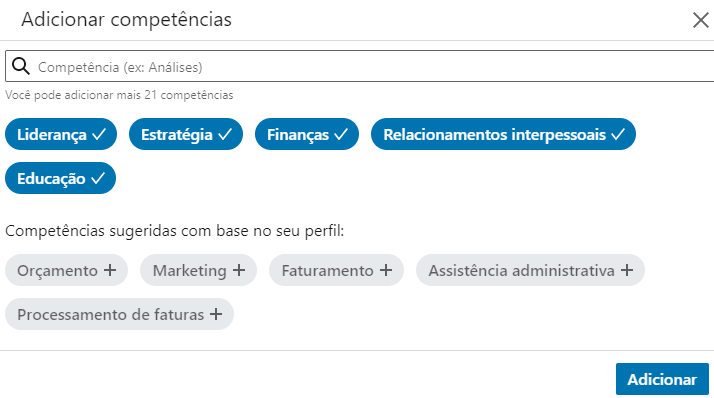 Adicionar competências
Competência (ex: Análises)
Você pode adicionar mais 21 competências
Liderança Estratégia Finanças Relacionamentos interpessoais
Educação
Competências sugeridas com base no seu perfil:
Orçamento Marketing Faturamento Assistência administrativa
Processamento de faturas
Adicionar